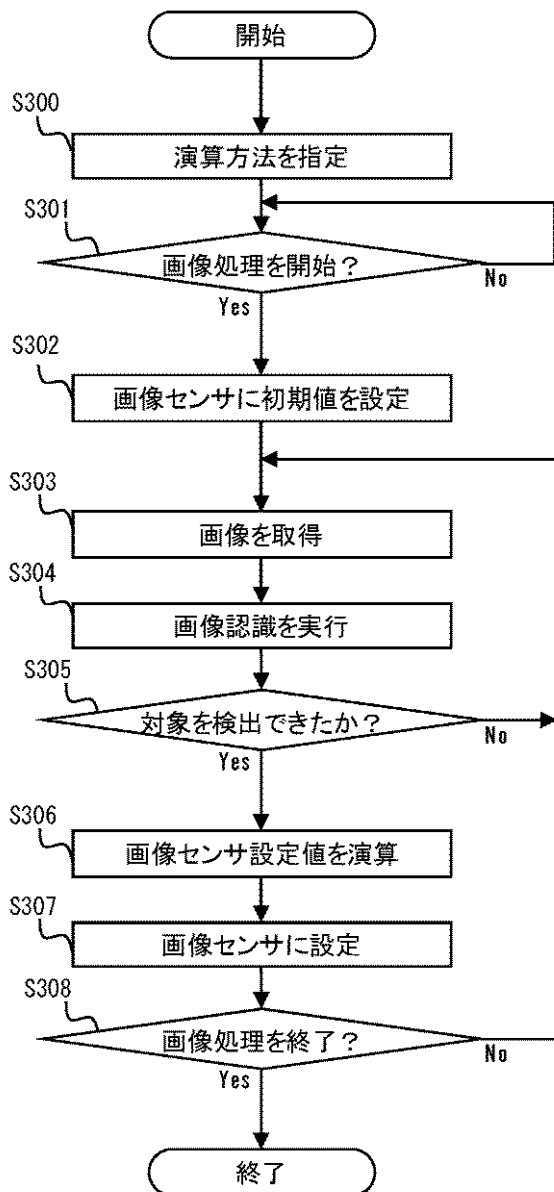 開始
S300
演算方法を指定
S301
画像処理を開始?
No
Yes
S302
画像センサに初期値を設定
S303
画像を取得
S304
画像認識を実行
S305
対象を検出できたか?
No
Yes
S306
画像センサ設定値を演算
S307
画像センサに設定
S308
画像処理を終了?
No
Yes
終了